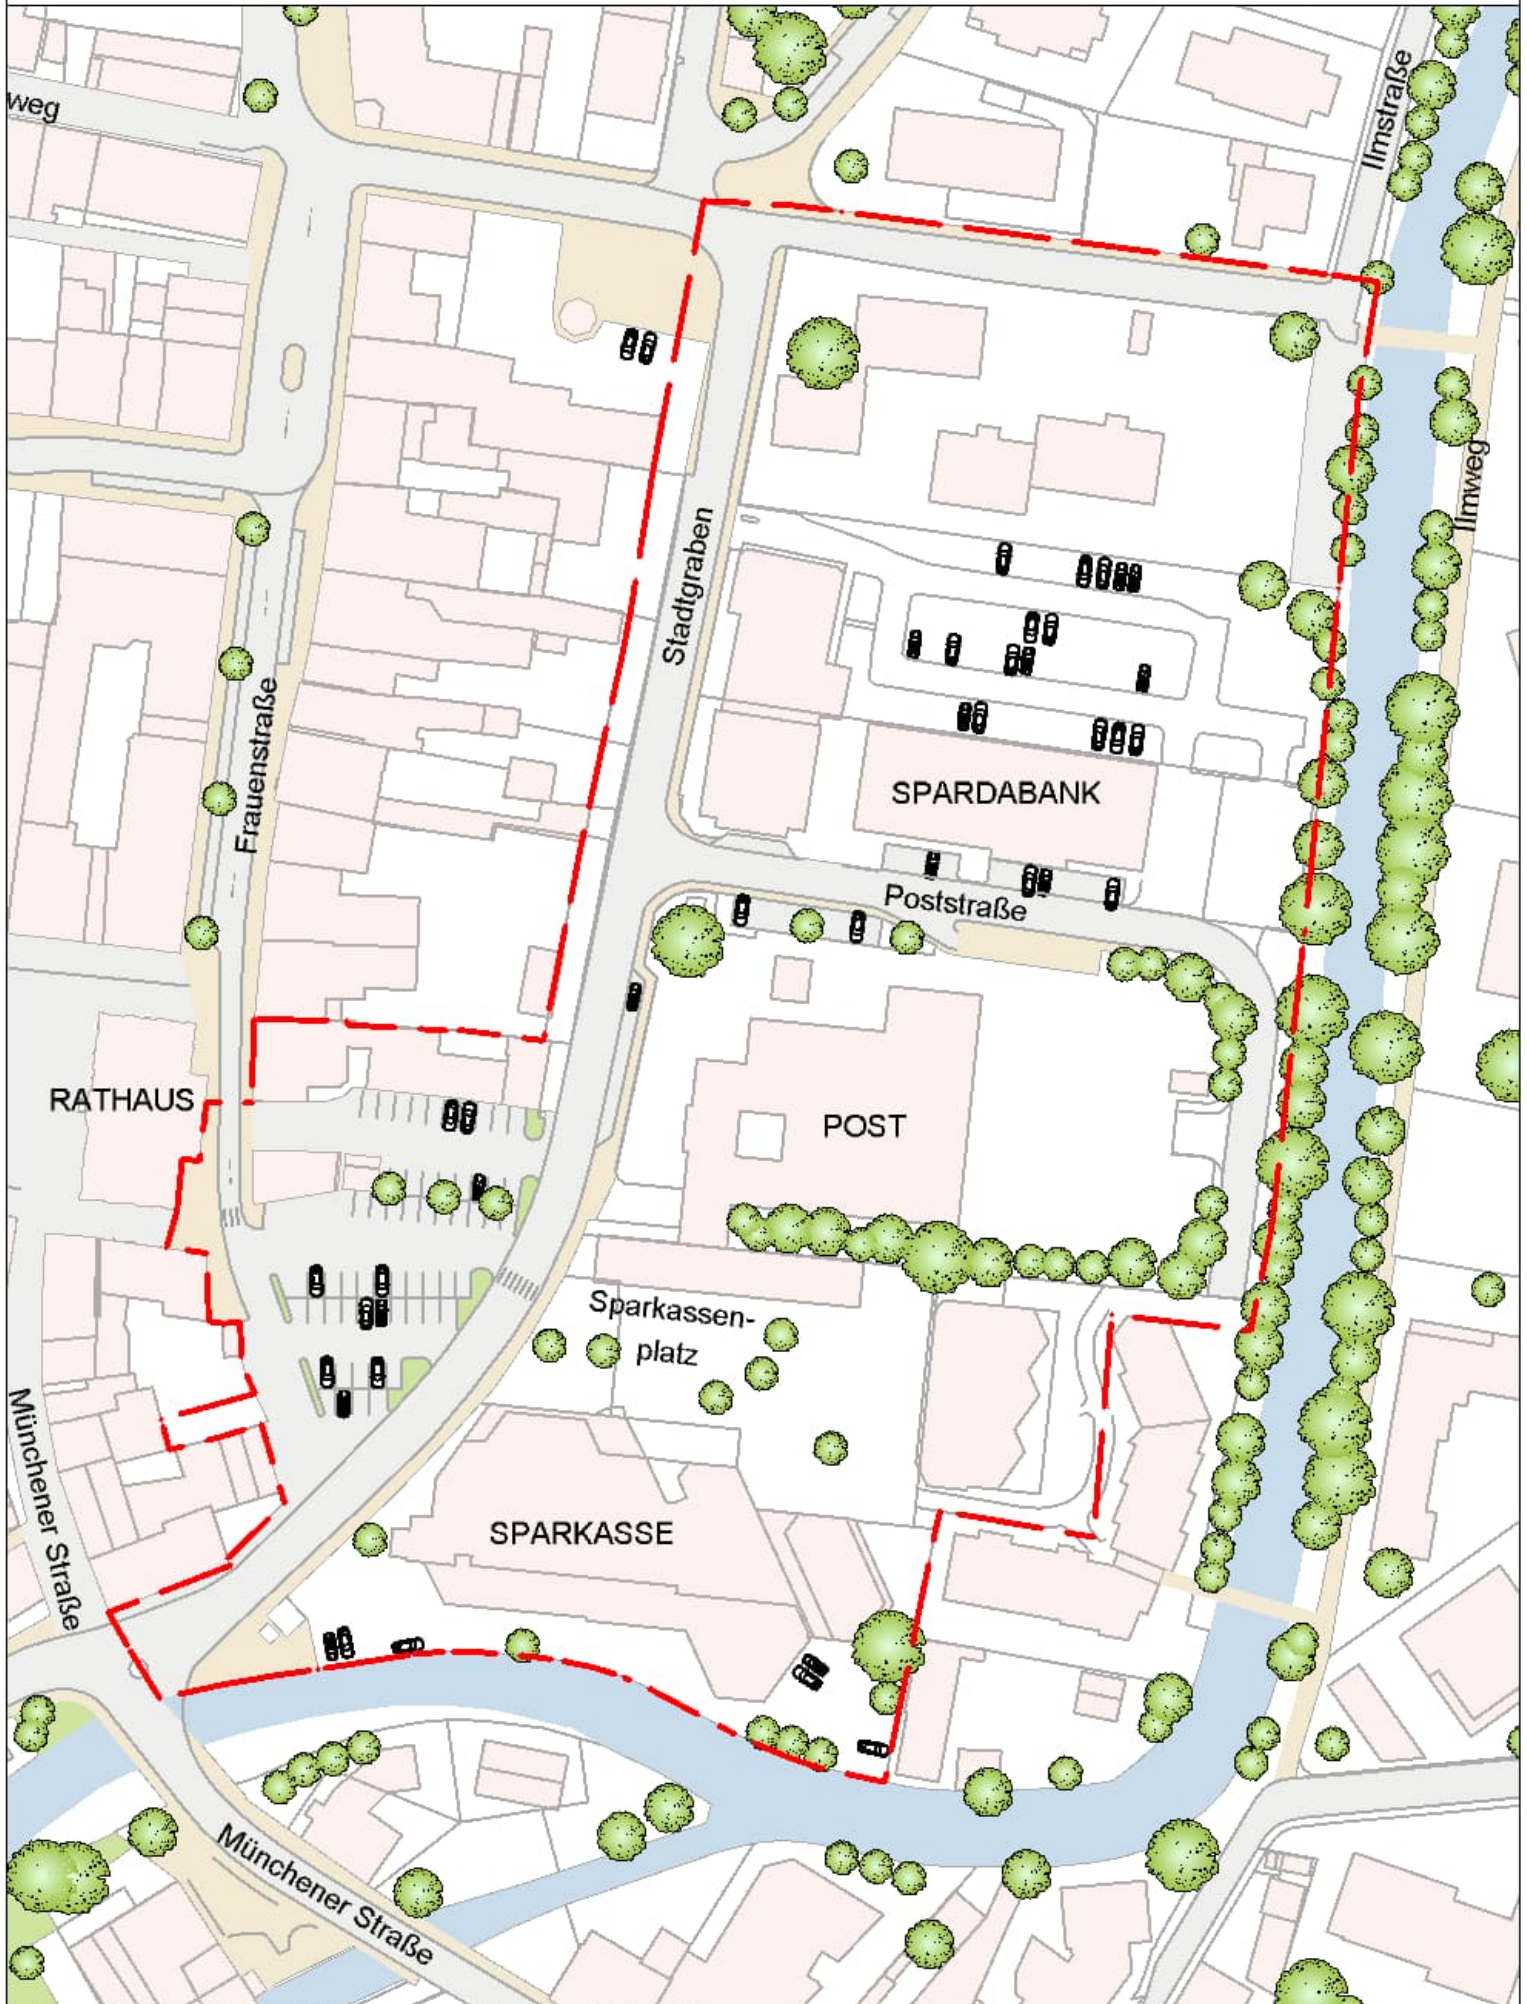 weg
Ilmstraße
Ilmweg
Stadtgraben
Frauenstraße
SPARDABANK
Poststraße
RATHAUS
POST
Sparkassen-
platz
Münchener Straße
SPARKASSE
Münchener Straße